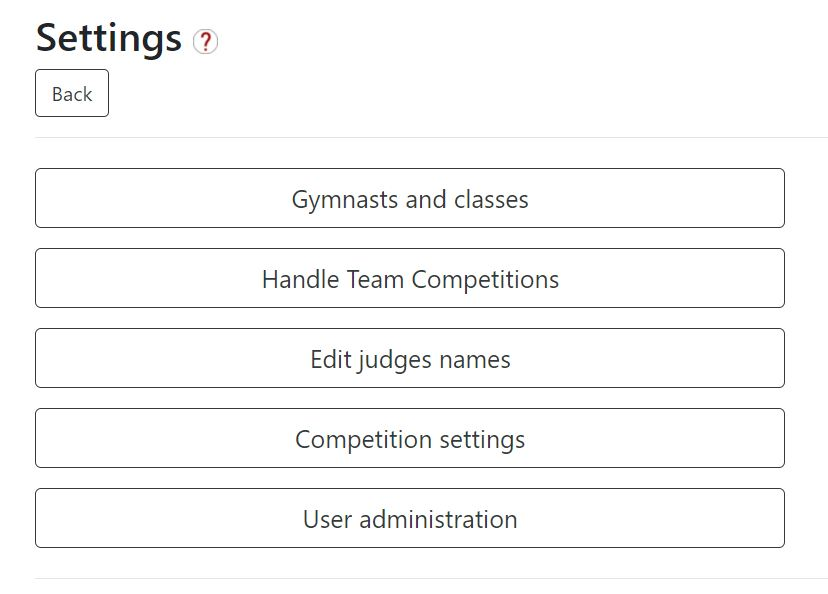 Settings ?
Back
Gymnasts and classes
Handle Team Competitions
Edit judges names
Competition settings
User administration